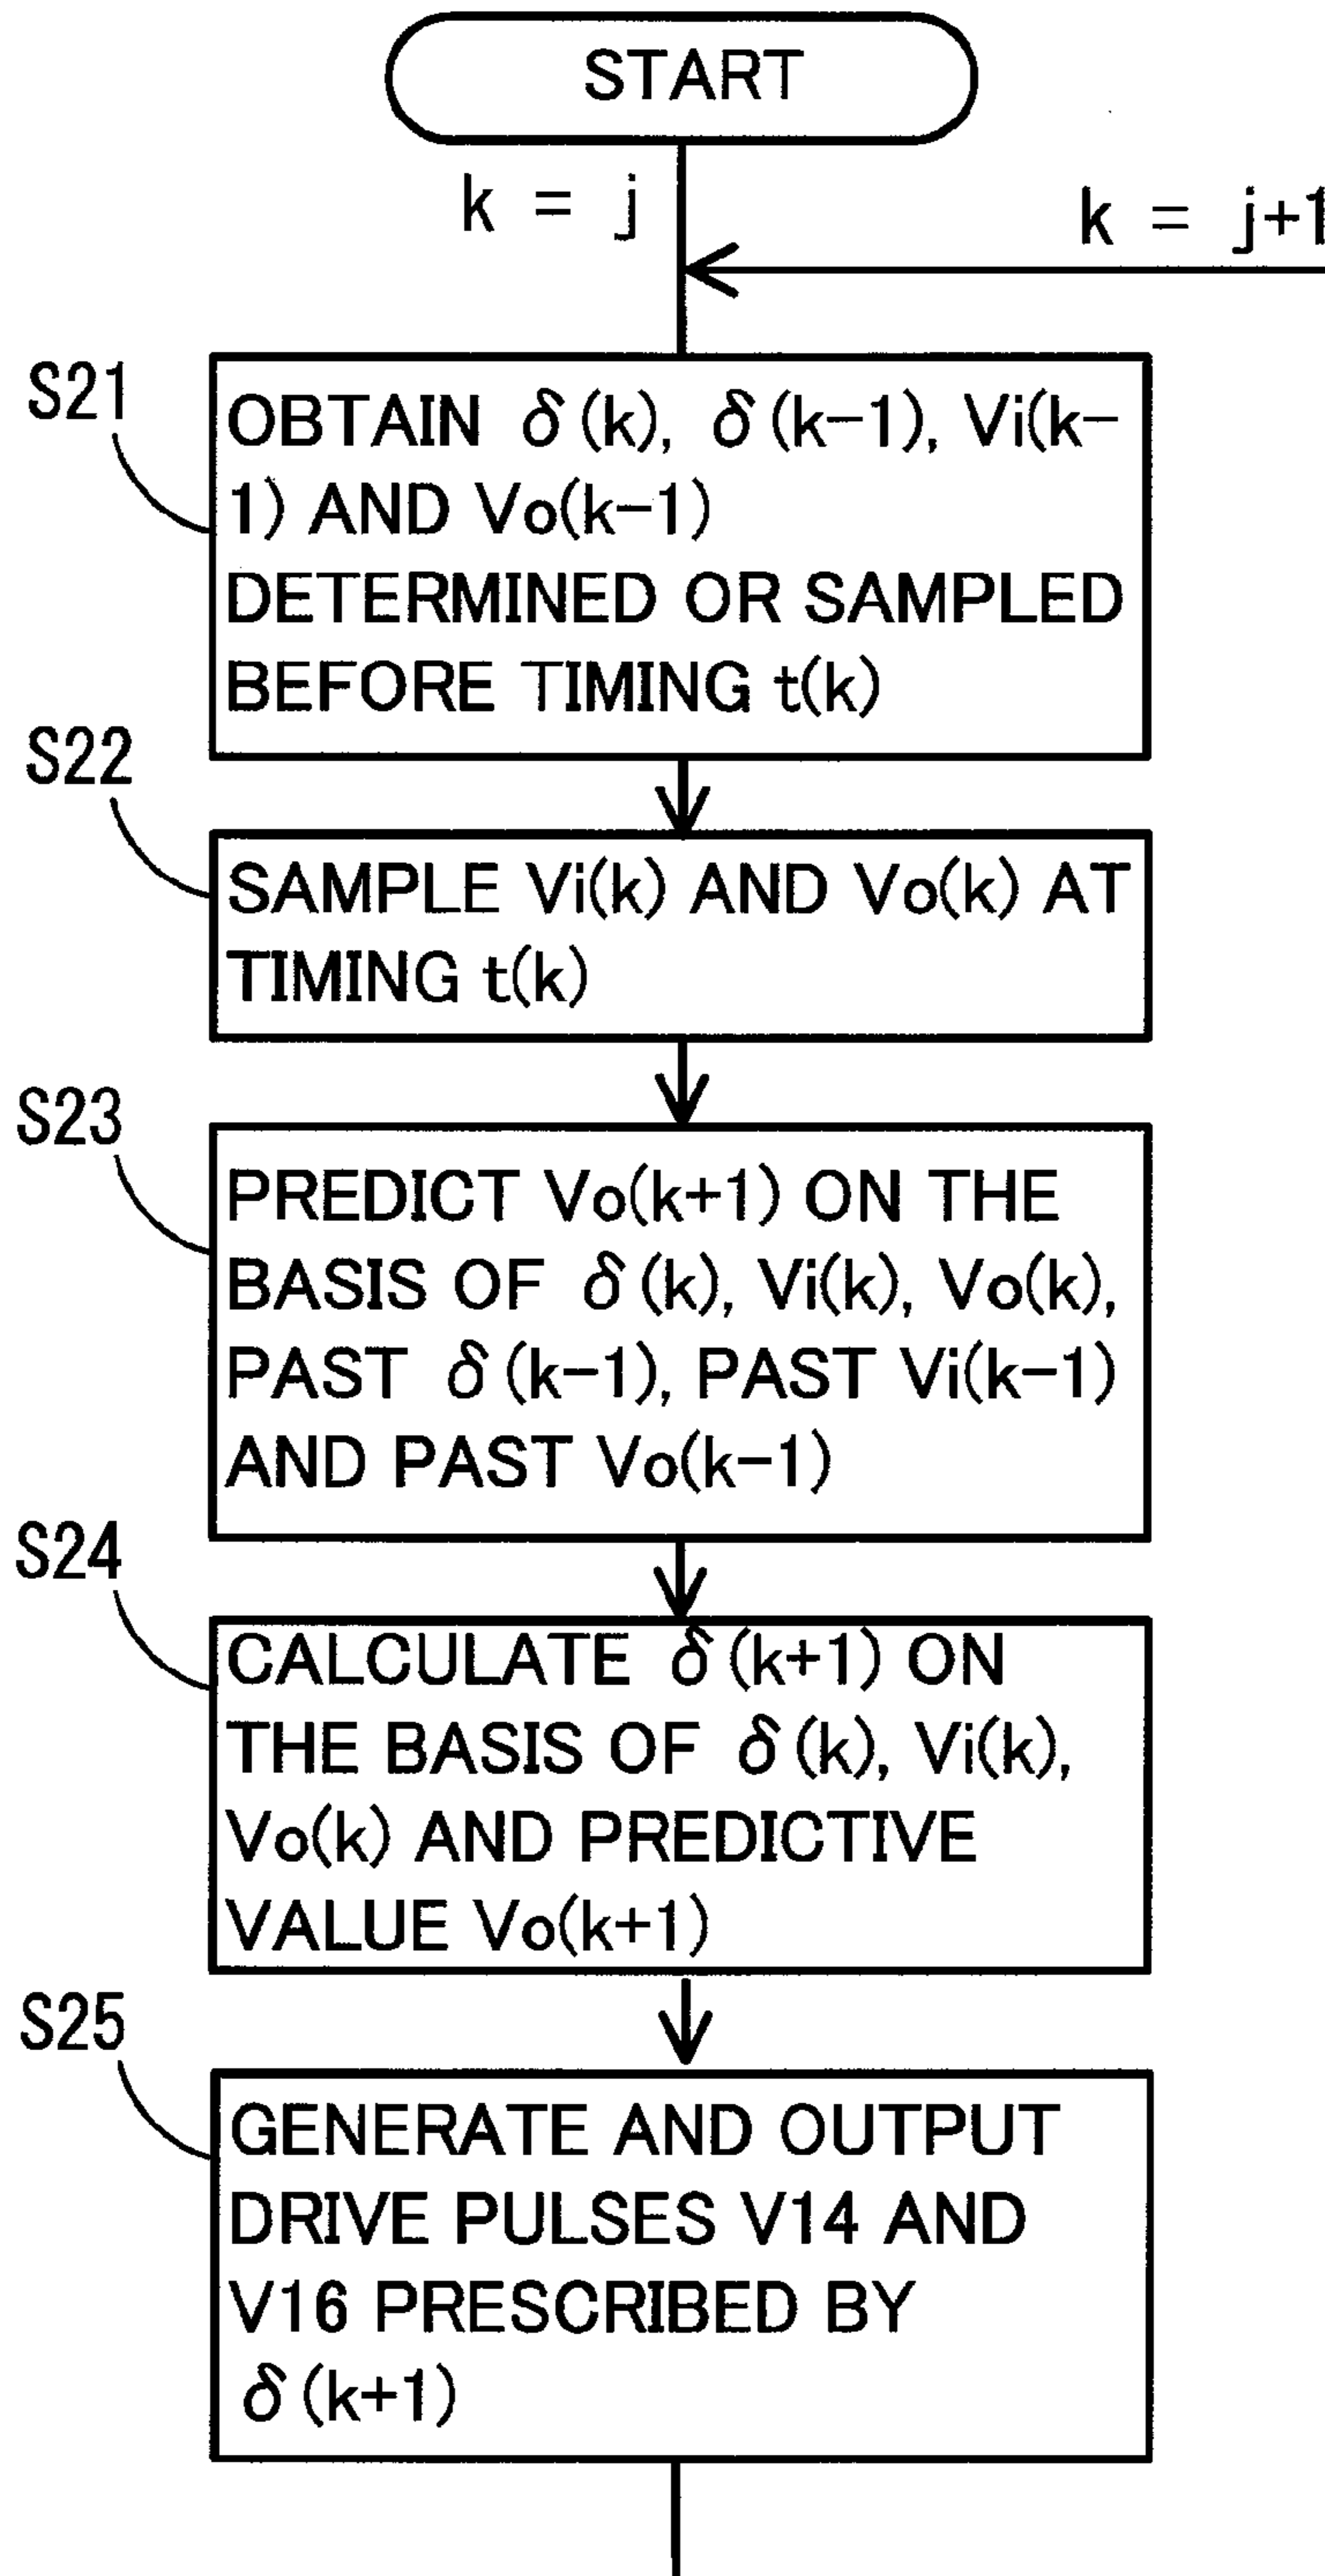 START
k = j
k = j+1
S21
OBTAIN δ(k), δ(k-1), Vi(k-
1) AND Vo(k-1)
DETERMINED OR SAMPLED
BEFORE TIMING t(k)
S22
SAMPLE Vi(k) AND Vo(k) AT
TIMING t(k)
S23
PREDICT Vo(k+1) ON THE
BASIS OF δ(k), Vi(k), Vo(k),
PAST δ(k-1), PAST Vi(k-1)
AND PAST Vo(k-1)
S24
CALCULATE δ(k+1) ON
THE BASIS OF δ(k), Vi(k),
Vo(k) AND PREDICTIVE
VALUE Vo(k+1)
S25
GENERATE AND OUTPUT
DRIVE PULSES V14 AND
V16 PRESCRIBED BY
δ(k+1)